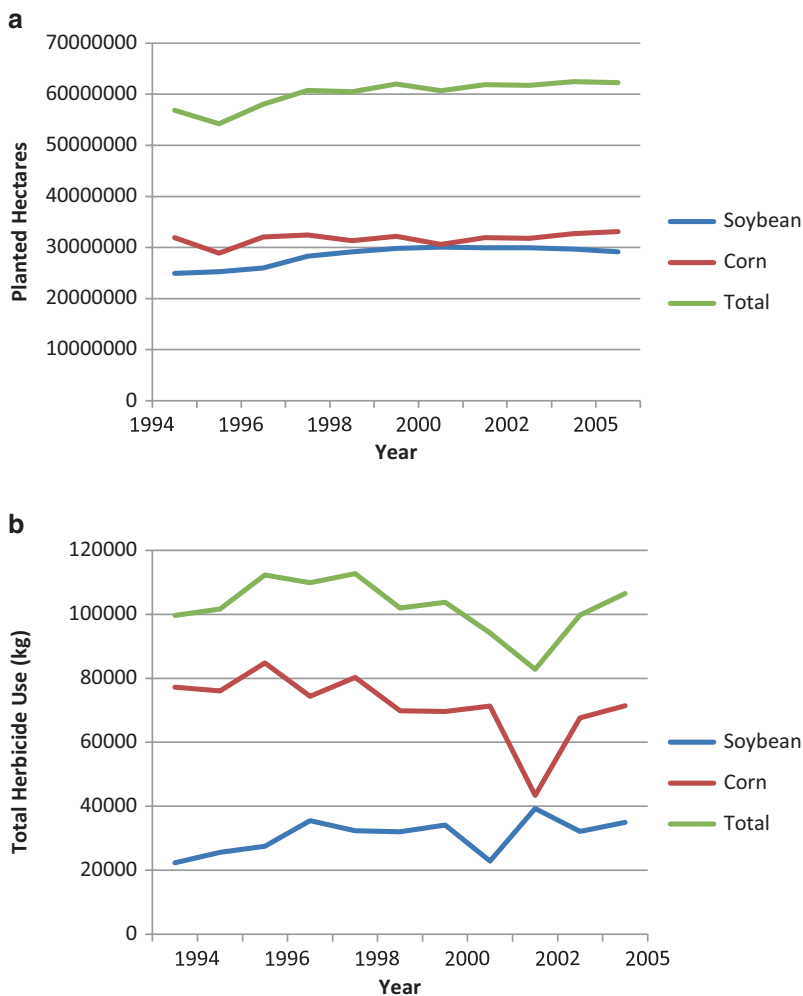 a
70000000
60000000
50000000
40000000
30000000
20000000
10000000
0
Planted Hectares
1994 1996 1998 2000 2002 2005
Year
Soybean
Corn
Total
b
120000
100000
80000
60000
40000
20000
0
Total Herbicide Use (kg)
1994 1996 1998 2000 2002 2005
Year
Soybean
Corn
Total